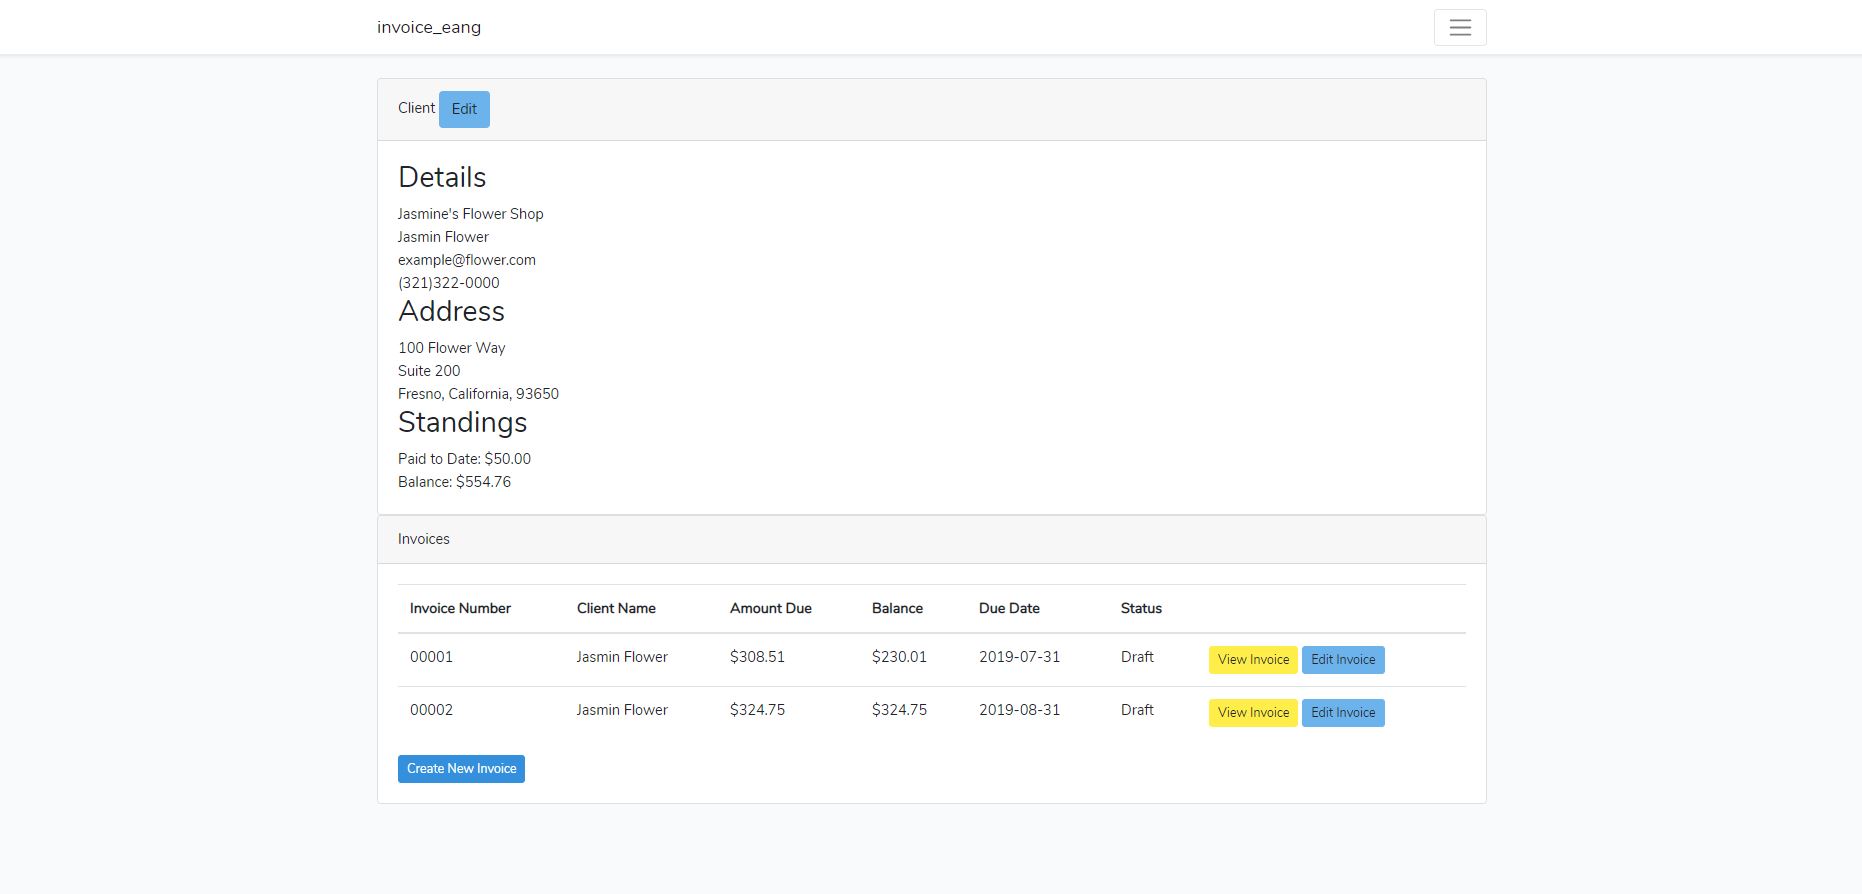 invoice_eang
Client Edit
Details
Jasmine's Flower Shop
Jasmin Flower
example@flower.com
(321)322-0000
Address
100 Flower Way
Suite 200
Fresno, California, 93650
Standings
Paid to Date: $50.00
Balance: $554.76
Invoices
Invoice Number Client Name Amount Due Balance Due Date Status
00001 Jasmin Flower $308.51 $230.01 2019-07-31 Draft View Invoice Edit Invoice
00002 Jasmin Flower $324.75 $324.75 2019-08-31 Draft View Invoice Edit Invoice
Create New Invoice